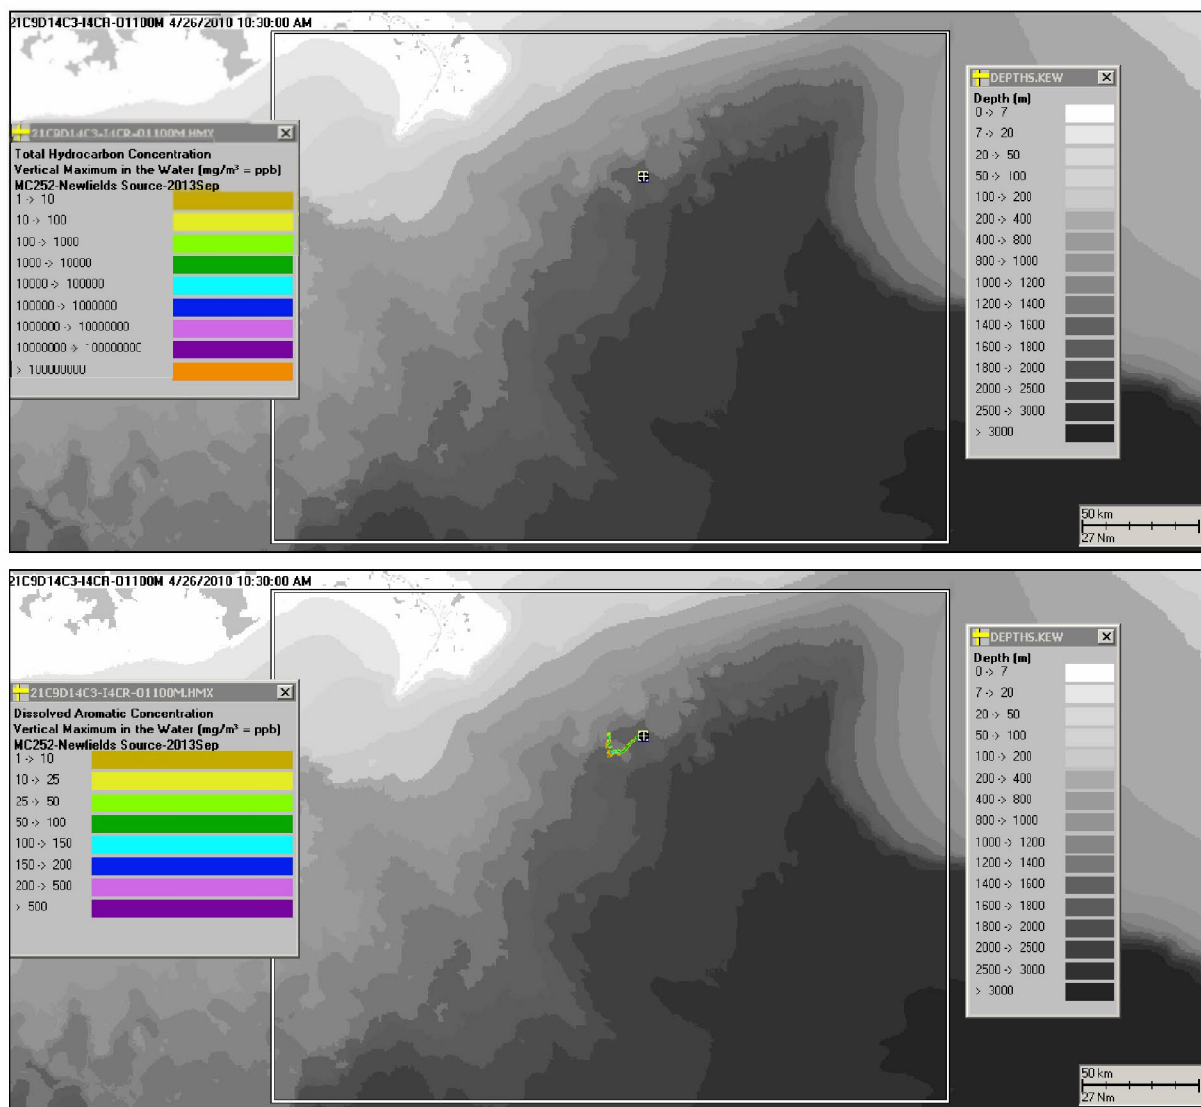 21C9D14C3-I4CR-01100M 4/26/2010 10:30:00 AM
21C9D14C3-I4CR-01100M.HMX
Total Hydrocarbon Concentration
Vertical Maximum in the Water (mg/m³ = ppb)
MC252-Newfields Source-2013Sep
1 -> 10
10 -> 100
100 -> 1000
1000 -> 10000
10000 -> 100000
100000 -> 1000000
1000000 -> 10000000
10000000 -> 100000000
> 100000000
DEPTHS.KEW
Depth (m)
0 -> 7
7 -> 20
20 -> 50
50 -> 100
100 -> 200
200 -> 400
400 -> 800
800 -> 1000
1000 -> 1200
1200 -> 1400
1400 -> 1600
1600 -> 1800
1800 -> 2000
2000 -> 2500
2500 -> 3000
> 3000
50 km
27 Nm
21C9D14C3-I4CR-01100M 4/26/2010 10:30:00 AM
21C9D14C3-I4CR-01100M.HMX
Dissolved Aromatic Concentration
Vertical Maximum in the Water (mg/m³ = ppb)
MC252-Newfields Source-2013Sep
1 -> 10
10 -> 25
25 -> 50
50 -> 100
100 -> 150
150 -> 200
200 -> 500
> 500
DEPTHS.KEW
Depth (m)
0 -> 7
7 -> 20
20 -> 50
50 -> 100
100 -> 200
200 -> 400
400 -> 800
800 -> 1000
1000 -> 1200
1200 -> 1400
1400 -> 1600
1600 -> 1800
1800 -> 2000
2000 -> 2500
2500 -> 3000
> 3000
50 km
27 Nm